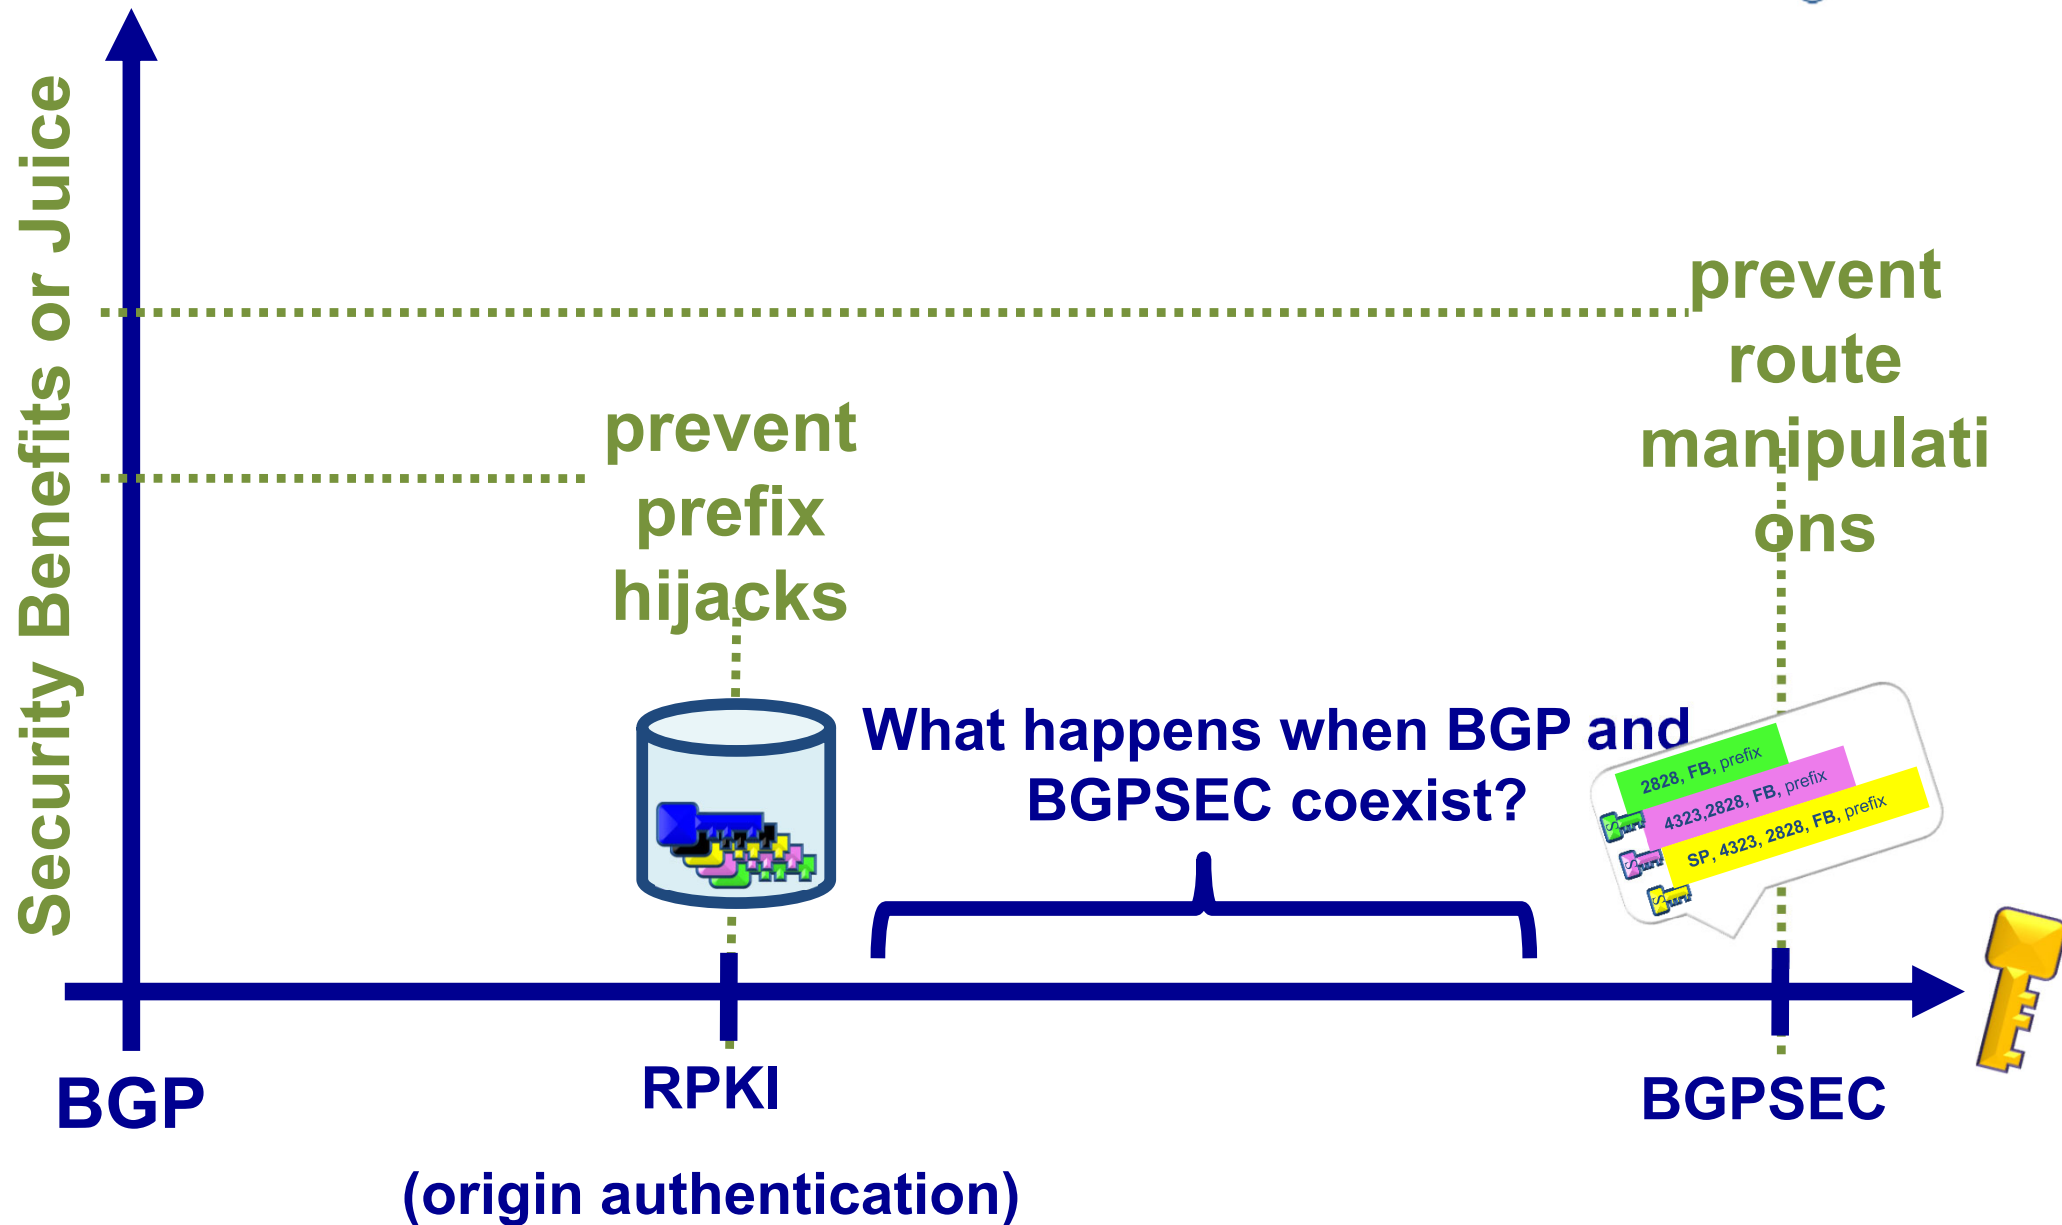 Security Benefits or Juice
prevent
route
manipulati
ons
prevent
prefix
hijacks
What happens when BGP and
BGPSEC coexist?
2828, FB, prefix
4323,2828, FB, prefix
SP, 4323, 2828, FB, prefix
S
S
S
BGP
RPKI
BGPSEC
(origin authentication)